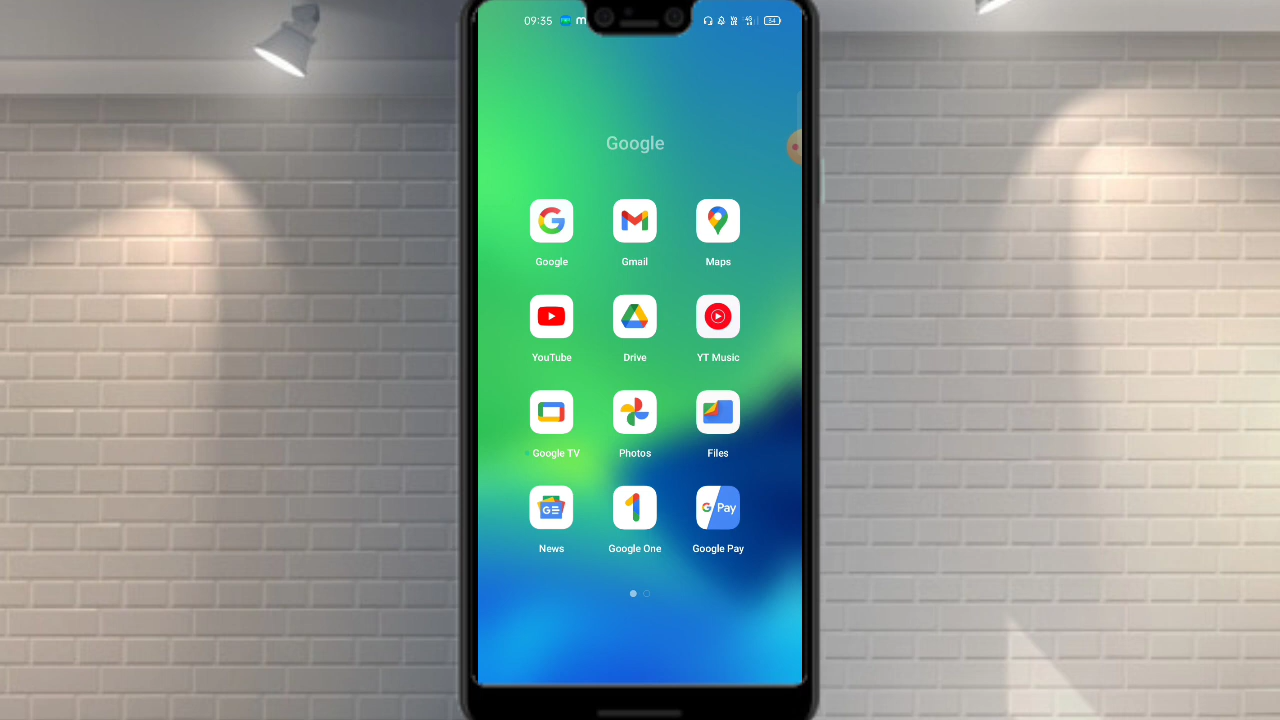 09:35 m 54
Google
Google Gmail Maps
YouTube Drive YT Music
Google TV Photos Files
G Pay
News Google One Google Pay